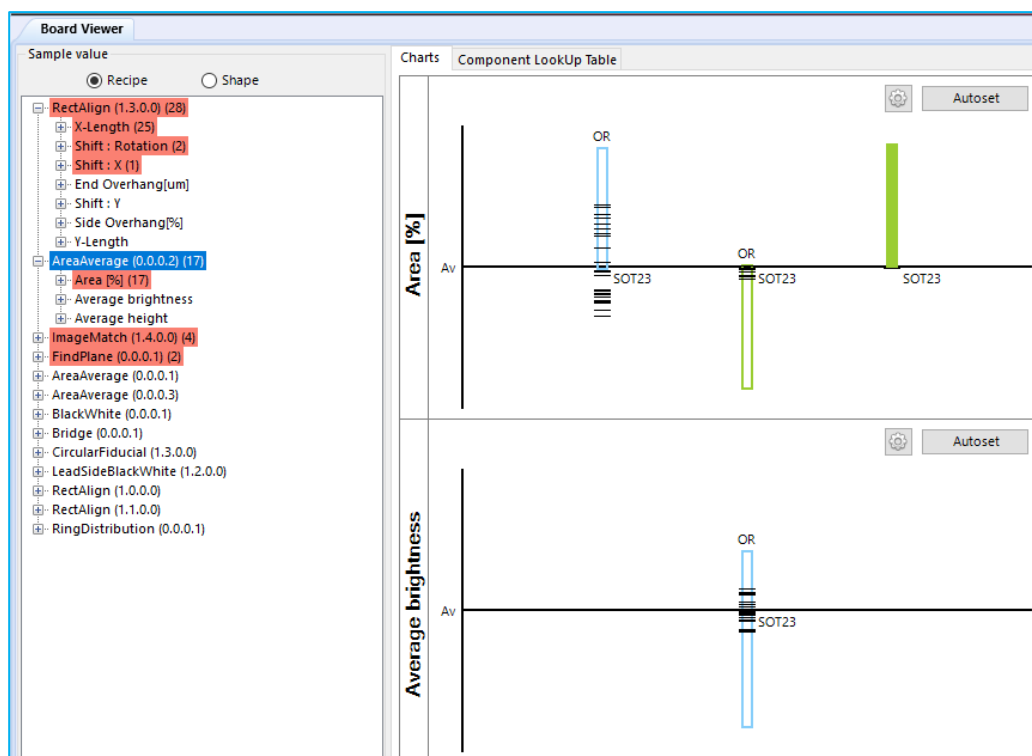 Board Viewer
Sample value
Recipe
Shape
RectAlign (1.3.0.0) (28)
X-Length (25)
Shift : Rotation (2)
Shift : X (1)
End Overhang[um]
Shift : Y
Side Overhang[%]
Y-Length
AreaAverage (0.0.0.2) (17)
Area [%] (17)
Average brightness
Average height
ImageMatch (1.4.0.0) (4)
FindPlane (0.0.0.1) (2)
AreaAverage (0.0.0.1)
AreaAverage (0.0.0.3)
BlackWhite (0.0.0.1)
Bridge (0.0.0.1)
CircularFiducial (1.3.0.0)
LeadSideBlackWhite (1.2.0.0)
RectAlign (1.0.0.0)
RectAlign (1.1.0.0)
RingDistribution (0.0.0.1)
Charts
Component LookUp Table
Autoset
Area [%]
OR
OR
Av
SOT23
SOT23
SOT23
Autoset
Average brightness
OR
Av
SOT23